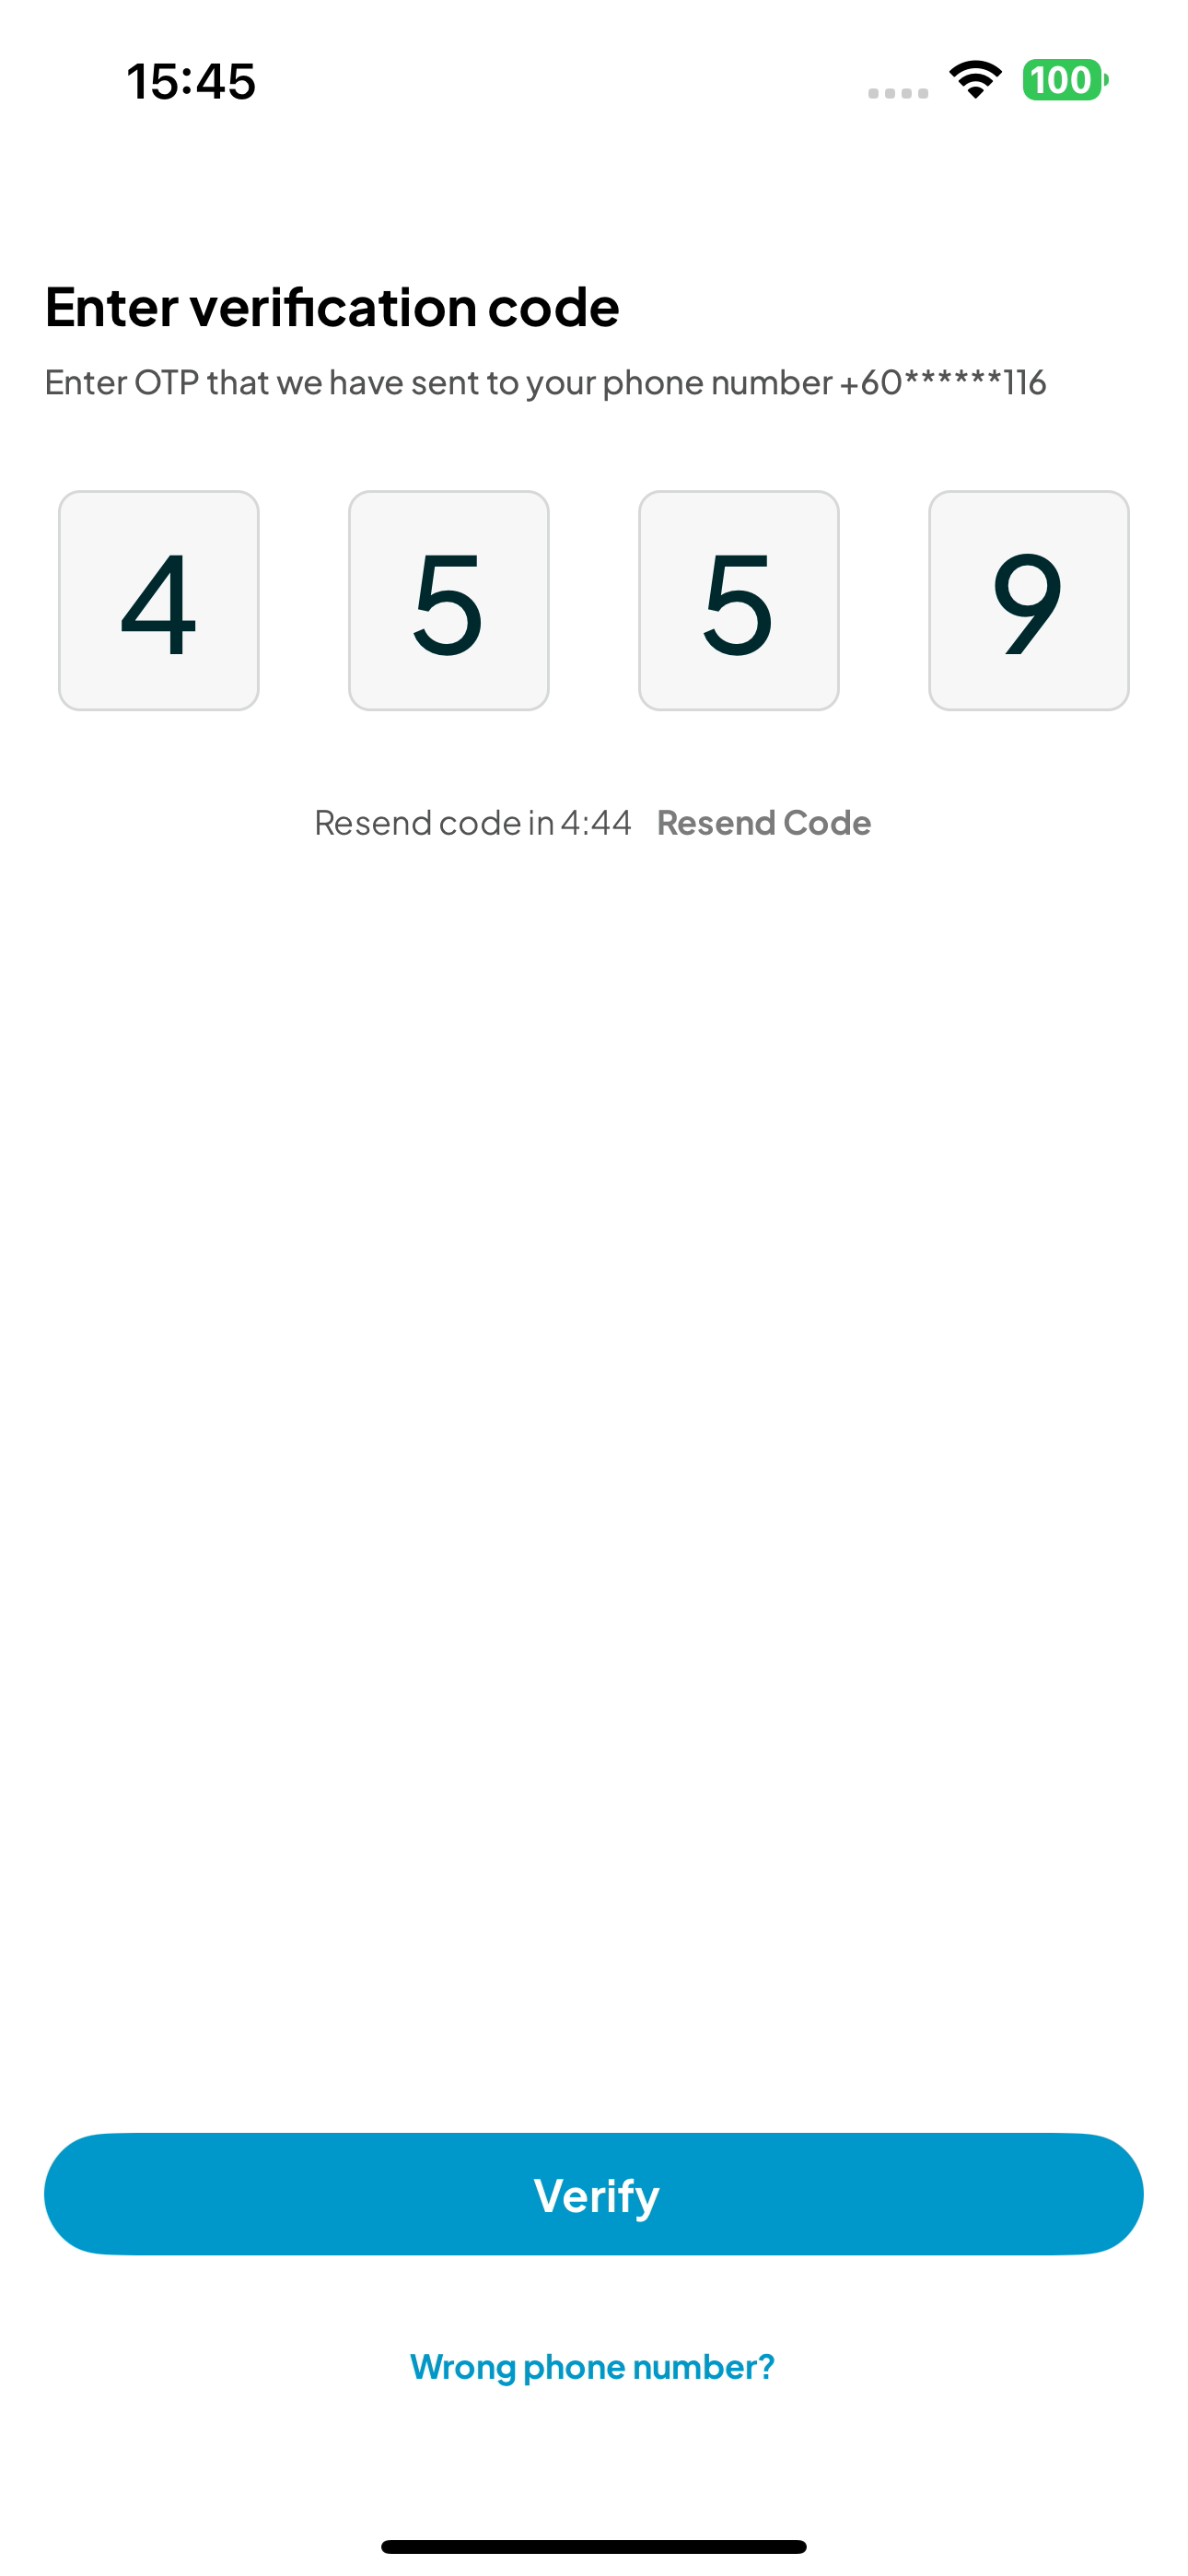 15:45
100
Enter verification code
Enter OTP that we have sent to your phone number +60******116
4 5 5 9
Resend code in 4:44 Resend Code
Verify
Wrong phone number?